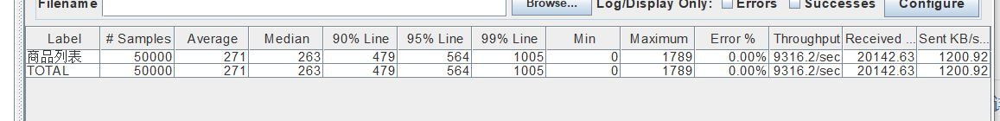 Filename Browse... Log/Display Only: Errors Successes Configure
Label # Samples Average Median 90% Line 95% Line 99% Line Min Maximum Error % Throughput Received ... Sent KB/s...
商品列表 50000 271 263 479 564 1005 0 1789 0.00% 9316.2/sec 20142.63 1200.92
TOTAL 50000 271 263 479 564 1005 0 1789 0.00% 9316.2/sec 20142.63 1200.92